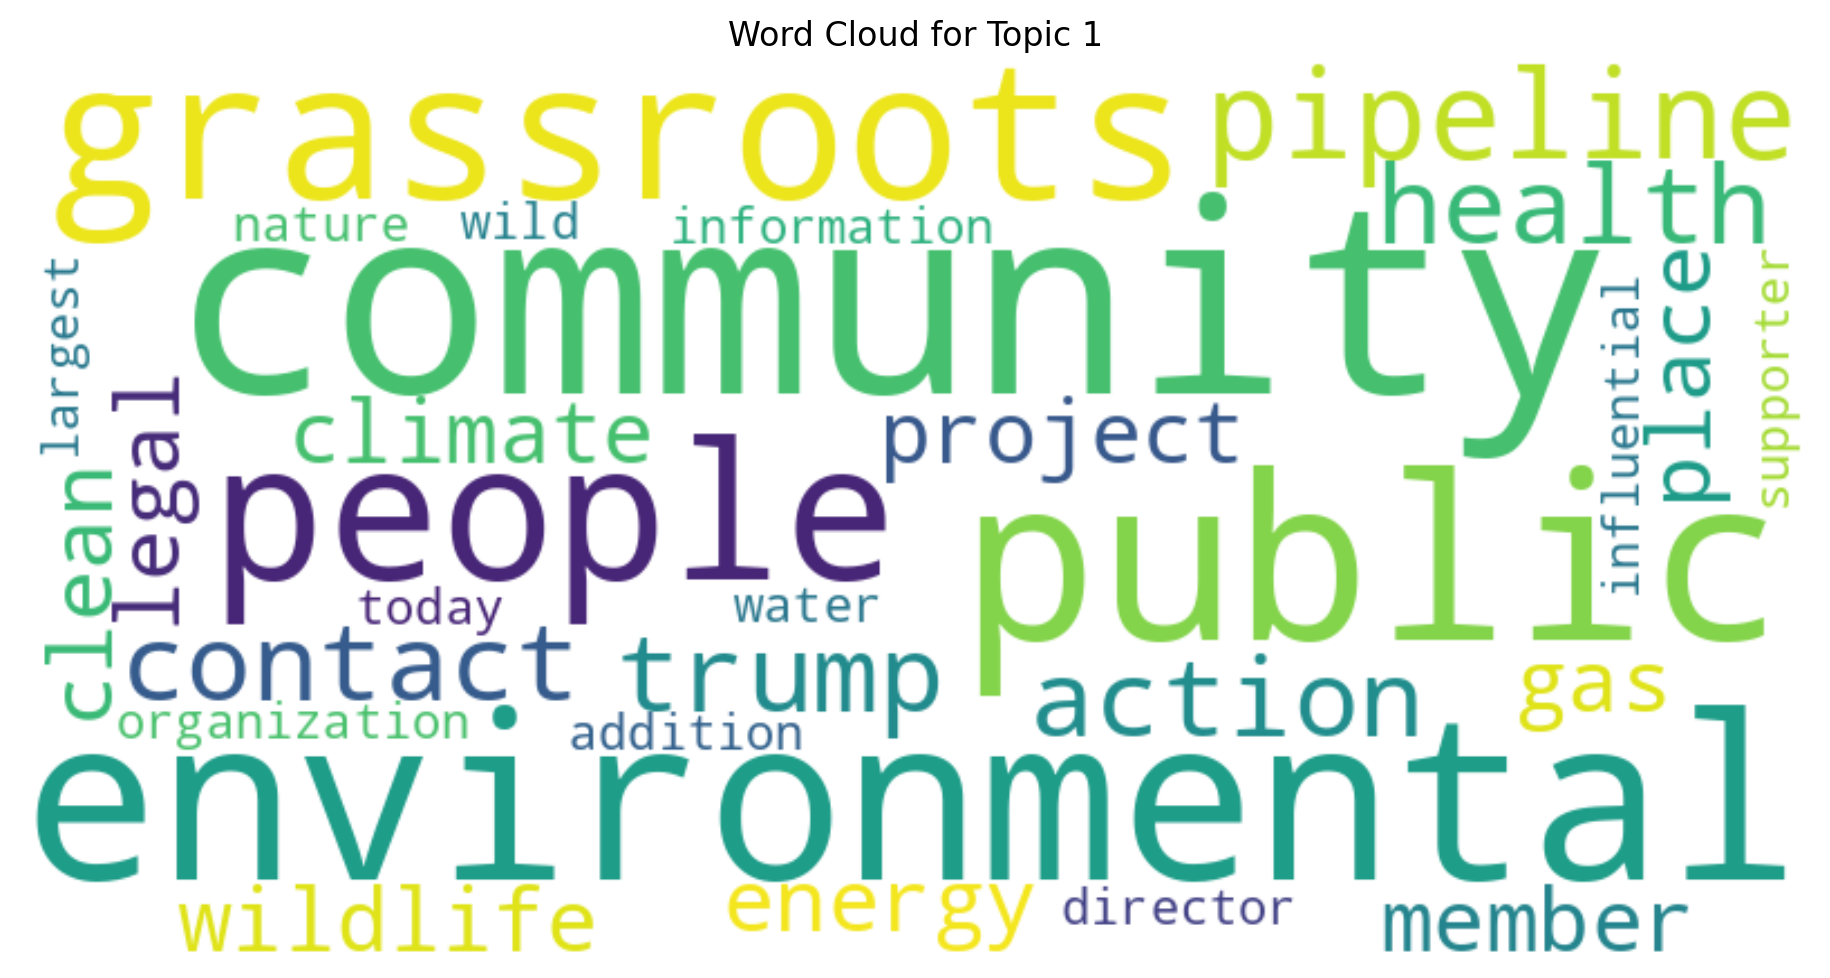 Word Cloud for Topic 1
grassroots
pipeline
health
nature
wild
information
community
largest
legal
influential
place
supporter
climate
project
people
public
clean
today
water
contact
trump
action
gas
organization
addition
environmental
wildlife
energy
director
member